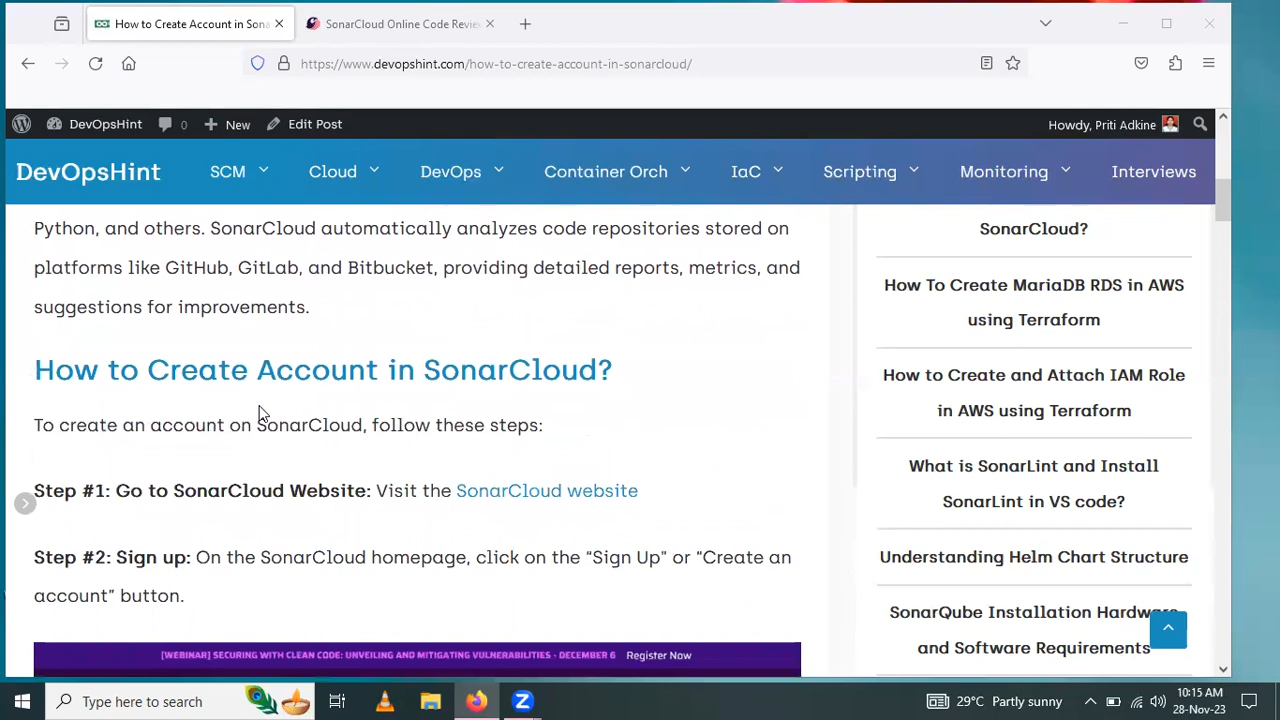 How to Create Account in Sona
SonarCloud Online Code Revie
https://www.devopshint.com/how-to-create-account-in-sonarcloud/
DevOpsHint
0
New
Edit Post
Howdy, Priti Adkine
DevOpsHint
SCM
Cloud
DevOps
Container Orch
IaC
Scripting
Monitoring
Interviews
Python, and others. SonarCloud automatically analyzes code repositories stored on
platforms like GitHub, GitLab, and Bitbucket, providing detailed reports, metrics, and
suggestions for improvements.
How to Create Account in SonarCloud?
To create an account on SonarCloud, follow these steps:
Step #1: Go to SonarCloud Website: Visit the SonarCloud website
Step #2: Sign up: On the SonarCloud homepage, click on the “Sign Up” or “Create an
account” button.
[WEBINAR] SECURING WITH CLEAN CODE: UNVEILING AND MITIGATING VULNERABILITIES - DECEMBER 6 Register Now
SonarCloud?
How To Create MariaDB RDS in AWS
using Terraform
How to Create and Attach IAM Role
in AWS using Terraform
What is SonarLint and Install
SonarLint in VS code?
Understanding Helm Chart Structure
SonarQube Installation Hardware
and Software Requirements
Type here to search
29°C Partly sunny
10:15 AM
28-Nov-23